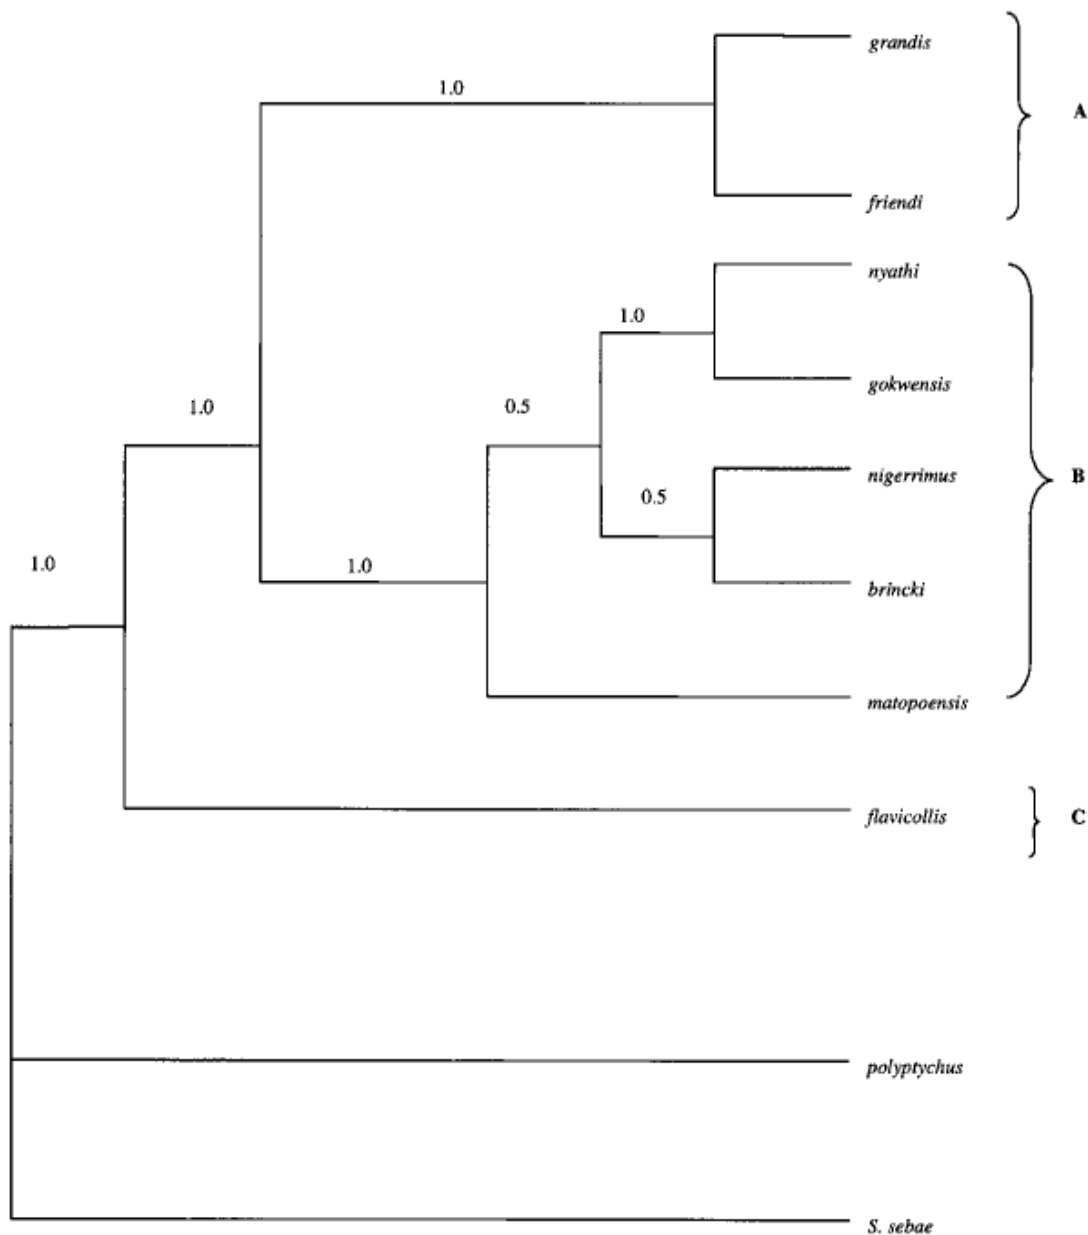 grandis
1.0
A
friendi
nyathi
1.0
gokwensis
1.0
0.5
nigerrimus
B
0.5
1.0
1.0
brincki
matopoensis
flavicollis
C
polyptychus
S. sebae